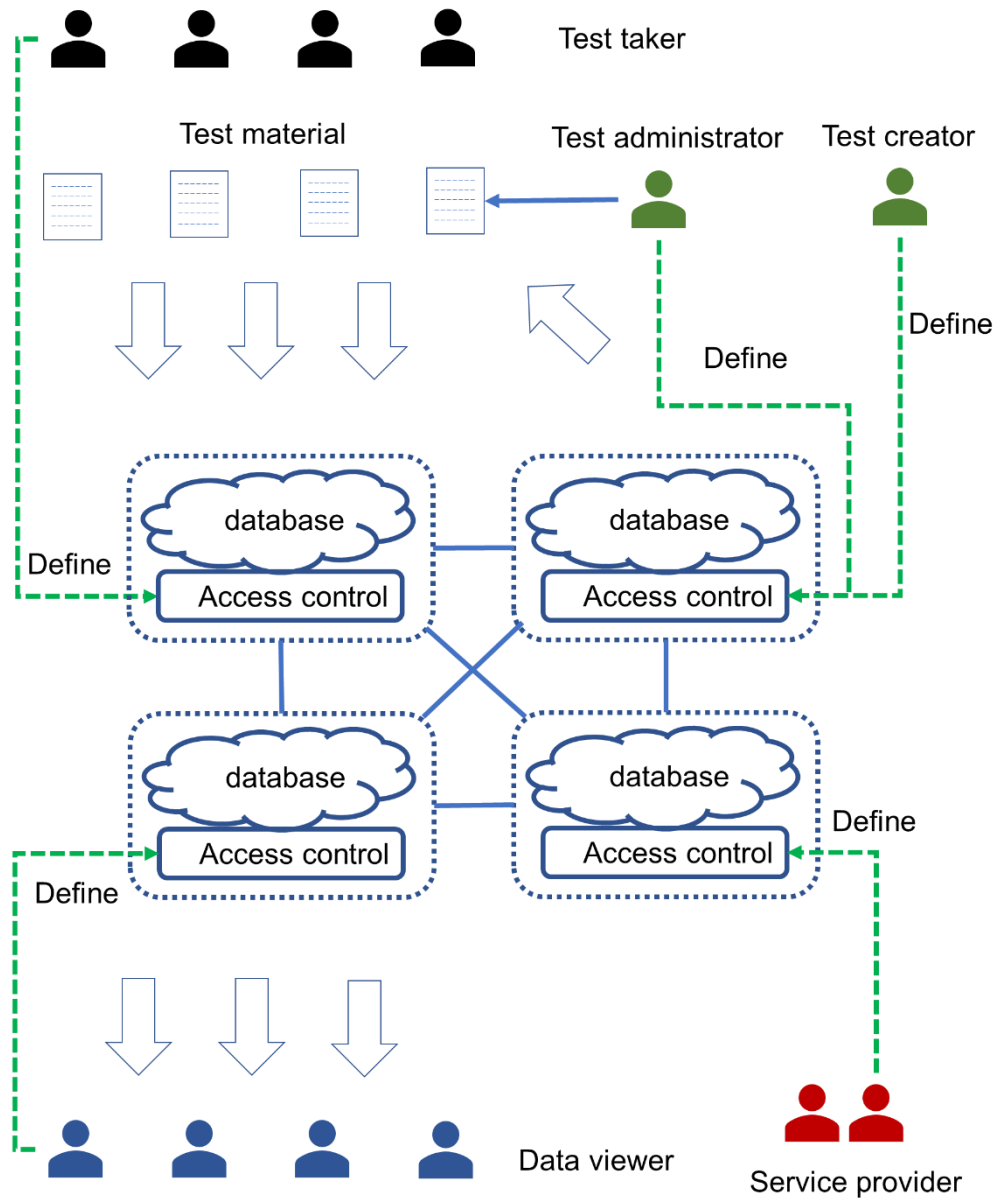 Test taker
Test material
Test administrator
Test creator
Define
Define
database
database
Define
Access control
Access control
database
database
Define
Access control
Access control
Define
Data viewer
Service provider